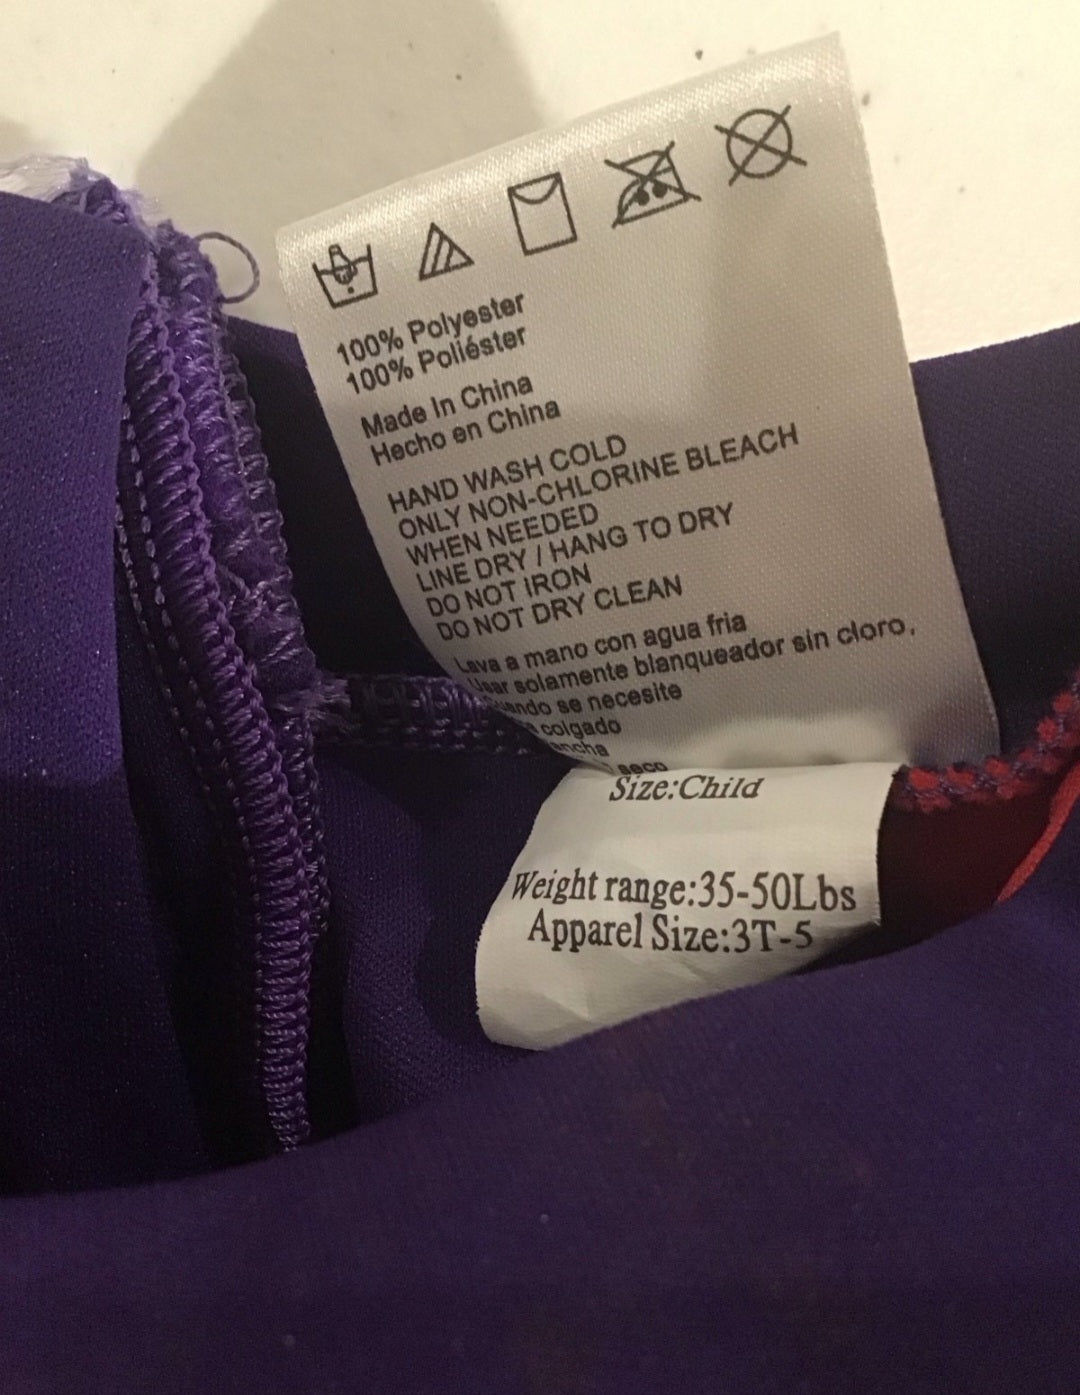 100% Polyester
100% Poliéster
Made In China
Hecho en China
HAND WASH COLD
ONLY NON-CHLORINE BLEACH
WHEN NEEDED
LINE DRY / HANG TO DRY
DO NOT IRON
DO NOT DRY CLEAN
Lava a mano con agua fria
Usar solamente blanqueador sin cloro,
se necesite
colgado
seco
Size:Child
Weight range:35-50Lbs
Apparel Size:3T-5